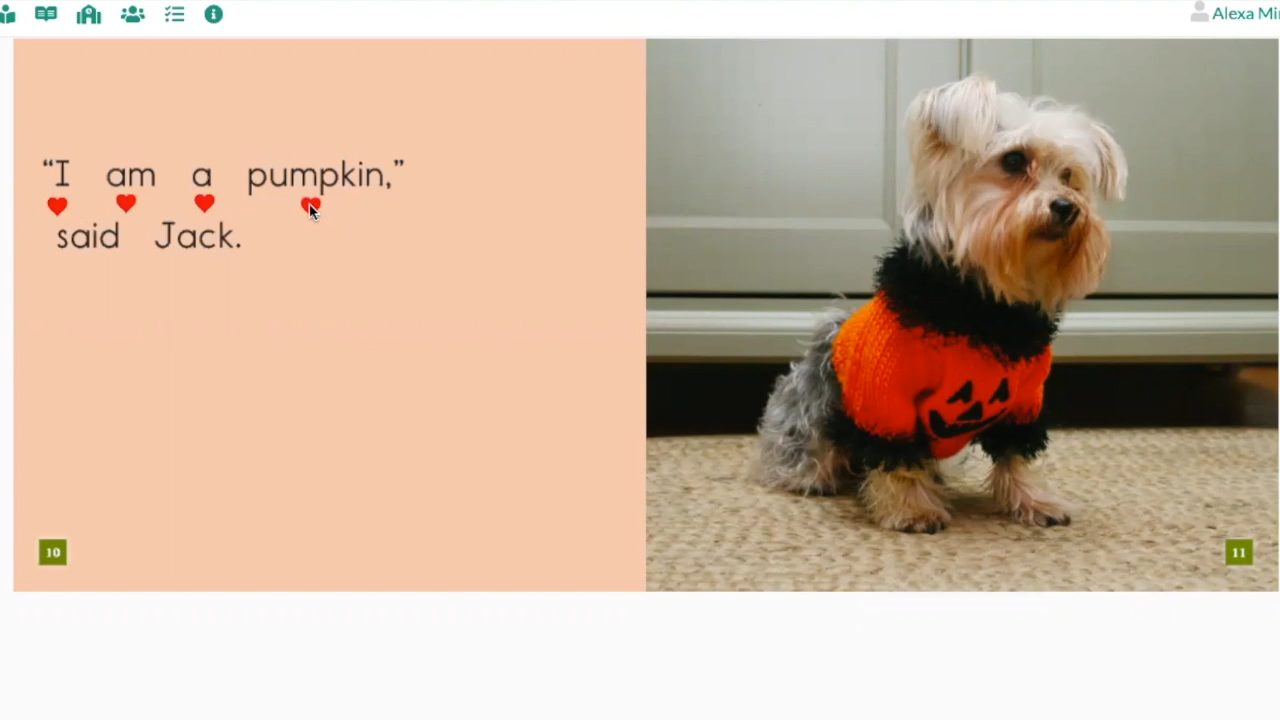 Alexa Mi
“I am a pumpkin,”
said Jack.
10
11